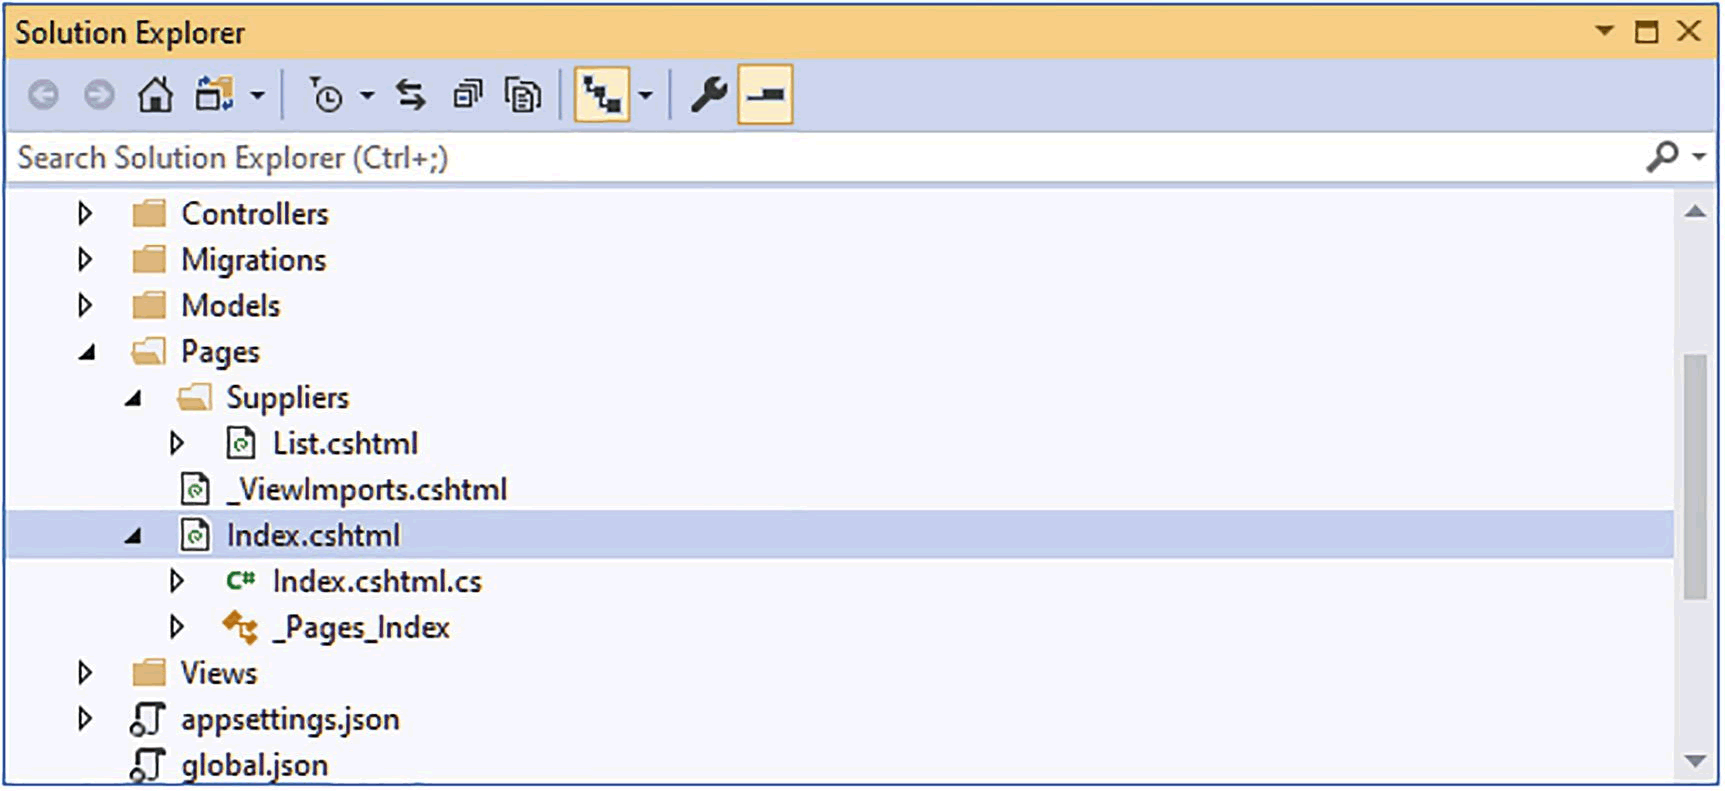 Solution Explorer
Search Solution Explorer (Ctrl+;)
Controllers
Migrations
Models
Pages
Suppliers
List.cshtml
_ViewImports.cshtml
Index.cshtml
C# Index.cshtml.cs
_Pages_Index
Views
appsettings.json
global.json